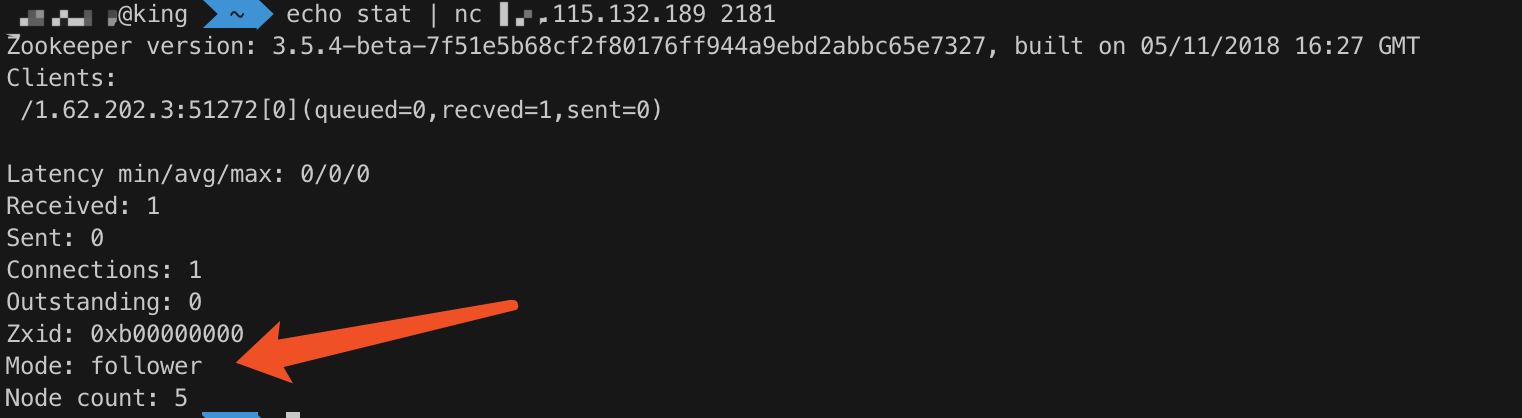 @king ~ echo stat | nc .115.132.189 2181
Zookeeper version: 3.5.4-beta-7f51e5b68cf2f80176ff944a9ebd2abbc65e7327, built on 05/11/2018 16:27 GMT
Clients:
/1.62.202.3:51272[0](queued=0,recved=1,sent=0)
Latency min/avg/max: 0/0/0
Received: 1
Sent: 0
Connections: 1
Outstanding: 0
Zxid: 0xb00000000
Mode: follower
Node count: 5